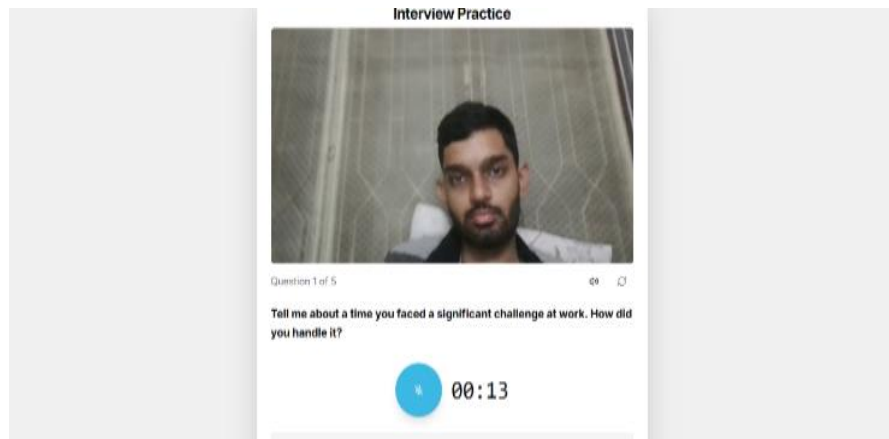 Interview Practice
Question 1 of 5
Tell me about a time you faced a significant challenge at work. How did
you handle it?
00:13